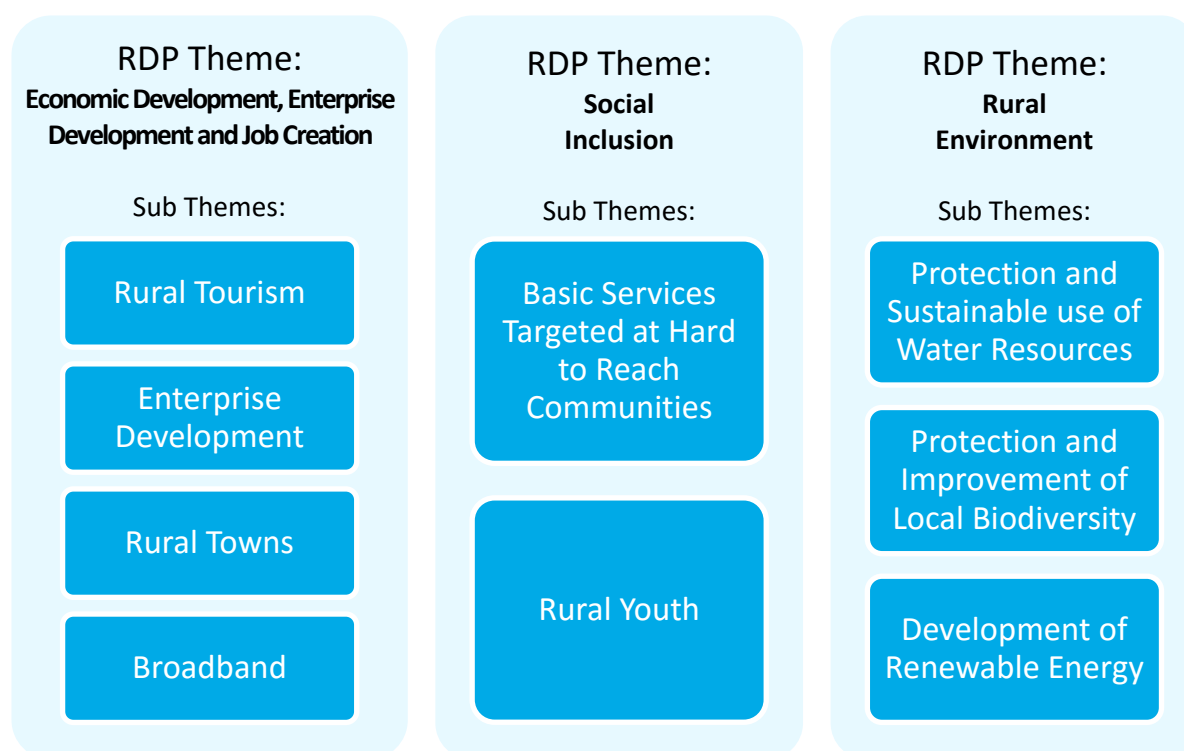 RDP Theme:
Economic Development, Enterprise
Development and Job Creation
Sub Themes:
Rural Tourism
Enterprise
Development
Rural Towns
Broadband
RDP Theme:
Social
Inclusion
Sub Themes:
Basic Services
Targeted at Hard
to Reach
Communities
Rural Youth
RDP Theme:
Rural
Environment
Sub Themes:
Protection and
Sustainable use of
Water Resources
Protection and
Improvement of
Local Biodiversity
Development of
Renewable Energy